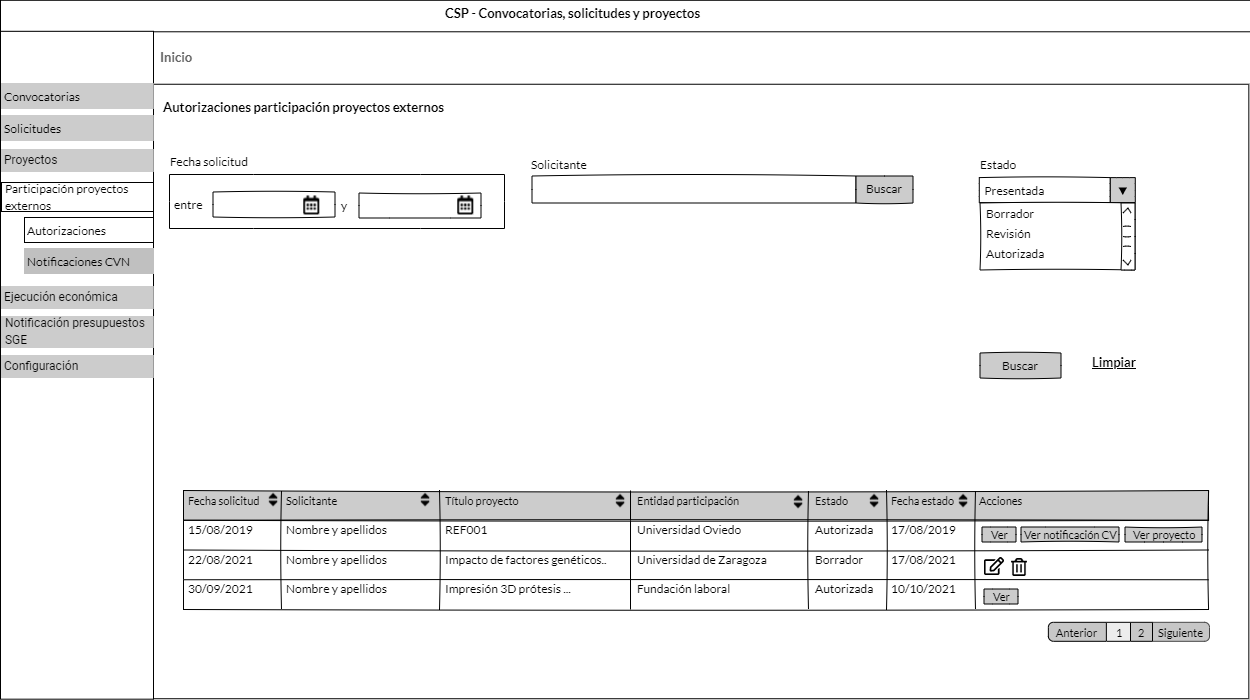 CSP - Convocatorias, solicitudes y proyectos
Inicio
Convocatorias
Solicitudes
Proyectos
Participación proyectos
externos
Autorizaciones
Notificaciones CVN
Ejecución económica
Notificación presupuestos
SGE
Configuración
Autorizaciones participación proyectos externos
Fecha solicitud
entre y
Solicitante
Buscar
Estado
Presentada
Borrador
Revisión
Autorizada
Buscar Limpiar
Fecha solicitud Solicitante Título proyecto Entidad participación Estado Fecha estado Acciones
15/08/2019 Nombre y apellidos REF001 Universidad Oviedo Autorizada 17/08/2019 Ver Ver notificación CV Ver proyecto
22/08/2021 Nombre y apellidos Impacto de factores genéticos.. Universidad de Zaragoza Borrador 17/08/2021
30/09/2021 Nombre y apellidos Impresión 3D prótesis ... Fundación laboral Autorizada 10/10/2021 Ver
Anterior 1 2 Siguiente